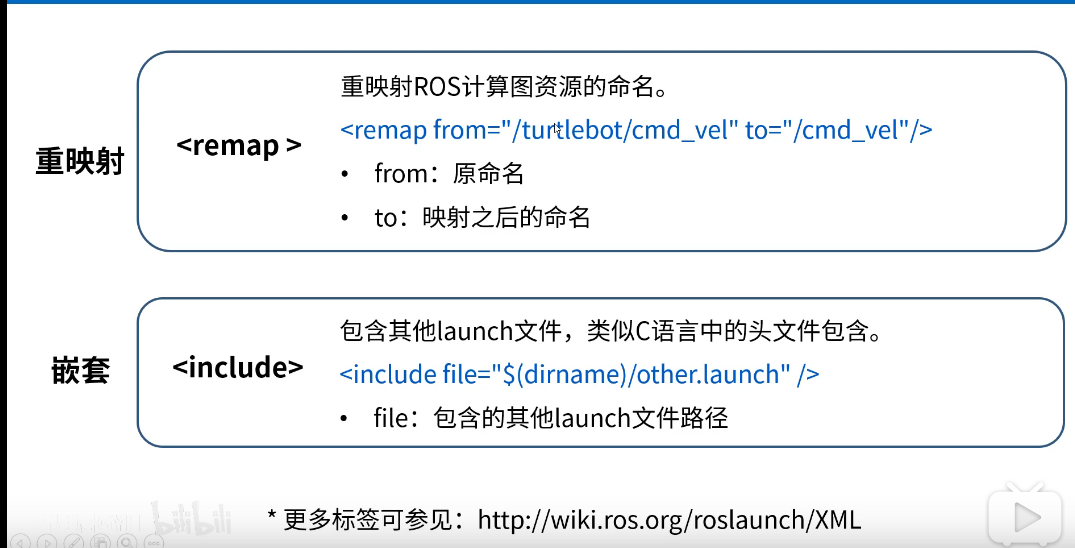 重映射ROS计算图资源的命名。
<remap from="/turtlebot/cmd_vel" to="/cmd_vel"/>
重映射
<remap >
• from：原命名
• to：映射之后的命名
包含其他launch文件，类似C语言中的头文件包含。
嵌套
<include>
<include file="$(dirname)/other.launch" />
• file：包含的其他launch文件路径
bilibili
* 更多标签可参见：http://wiki.ros.org/roslaunch/XML